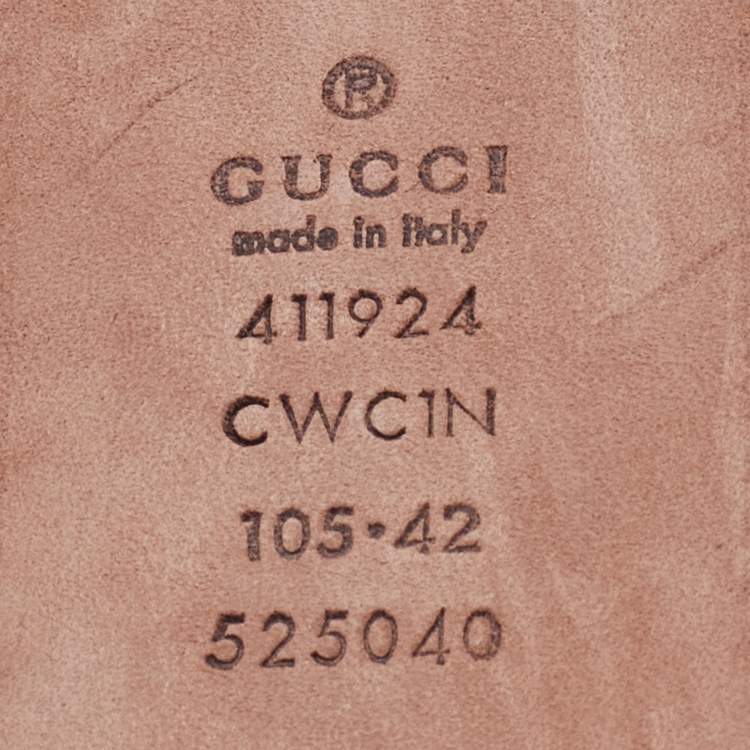 ®
GUCCI
made in italy
411924
CWC1N
105·42
525040